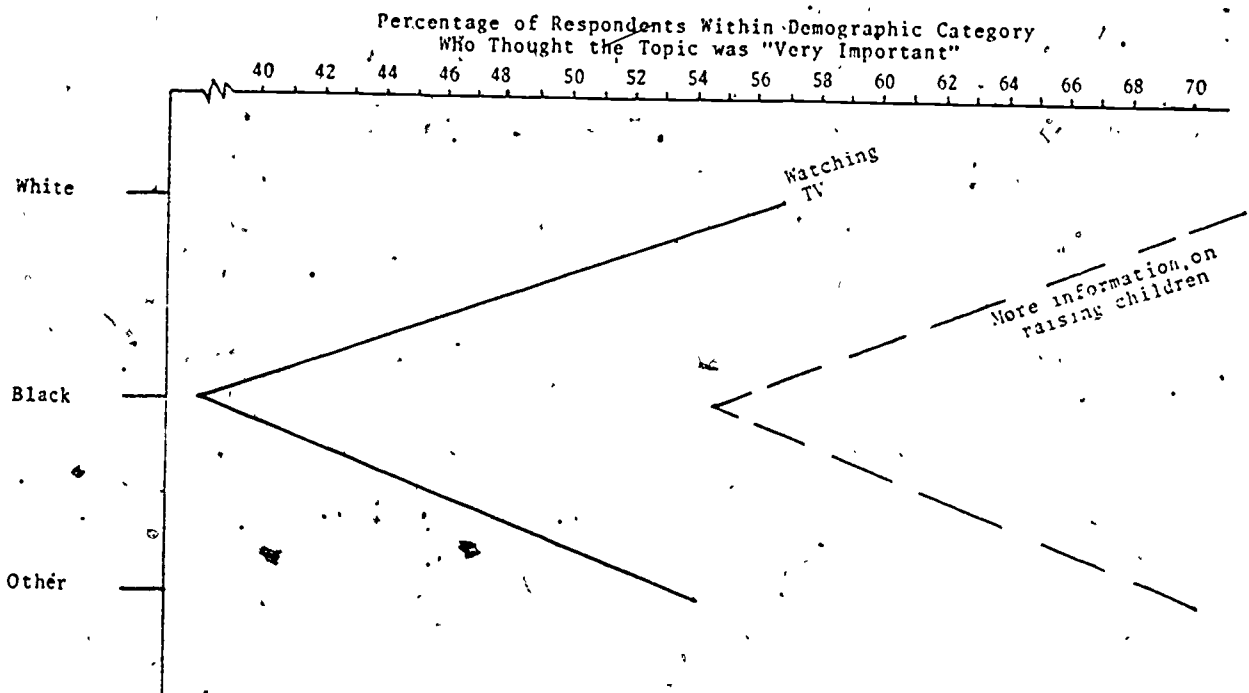 Percentage of Respondents Within Demographic Category
Who Thought the Topic was "Very Important"
40 42 44 46 48 50 52 54 56 58 60 62 64 66 68 70
Watching
TV
White
More information on
raising children
Black
Other